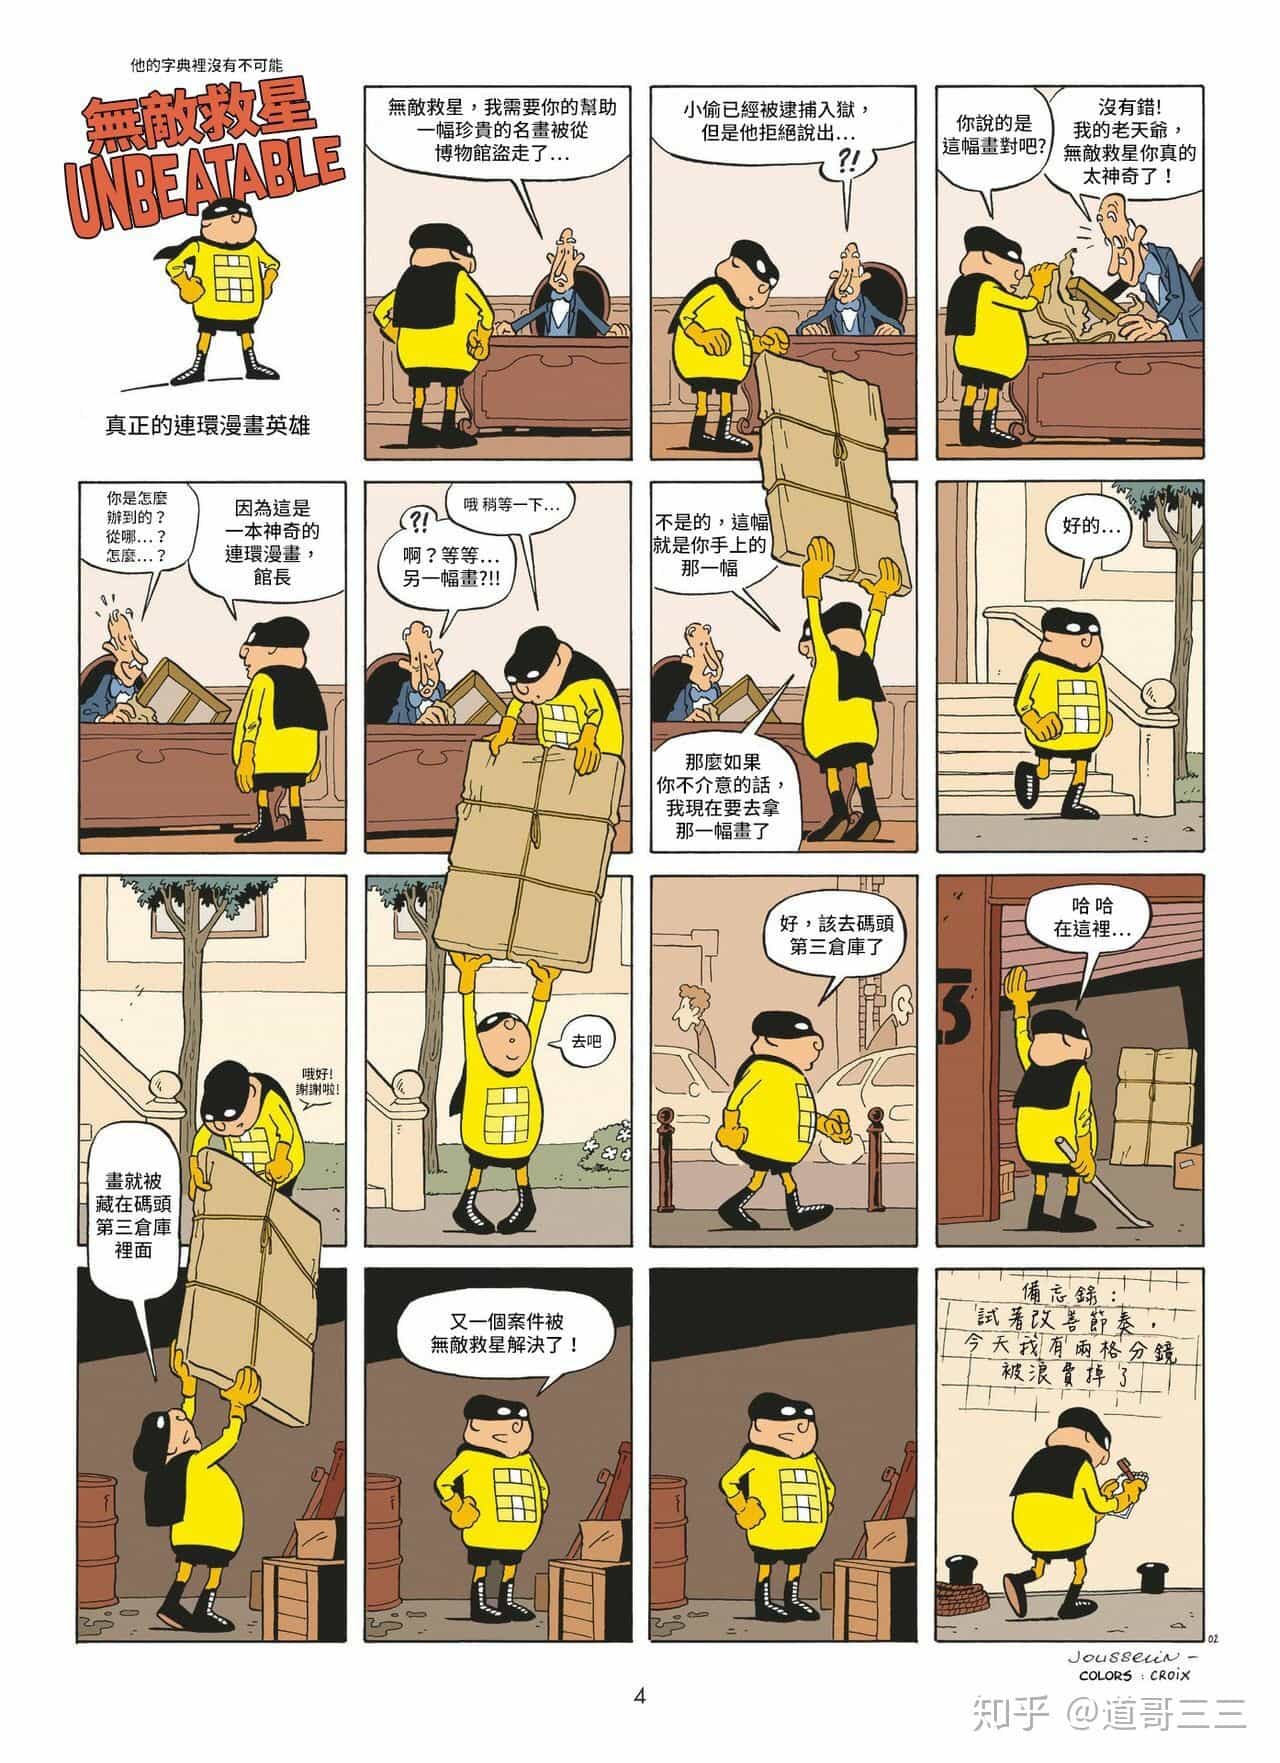 他的字典裡沒有不可能
無敵救星
UNBEATABLE
真正的連環漫畫英雄
無敵救星，我需要你的幫助
一幅珍貴的名畫被從
博物館盜走了...
小偷已經被逮捕入獄，
但是他拒絕說出...
?!
你說的是
這幅畫對吧?
沒有錯!
我的老天爺，
無敵救星你真的
太神奇了！
你是怎麼
辦到的？
從哪...？
怎麼...？
因為這是
一本神奇的
連環漫畫，
館長
?!
啊？等等...
另一幅畫?!!
哦 稍等一下...
不是的，這幅
就是你手上的
那一幅
那麼如果
你不介意的話，
我現在要去拿
那一幅畫了
好的...
哦好!
謝謝啦!
去吧
好，該去碼頭
第三倉庫了
哈 哈
在這裡...
3
畫就被
藏在碼頭
第三倉庫
裡面
又一個案件被
無敵救星解決了！
備忘錄：
試著改善節奏，
今天我有兩格分鏡
被浪費掉了
02
JOUSSELIN -
COLORS : CROIX
4
知乎 @道哥三三